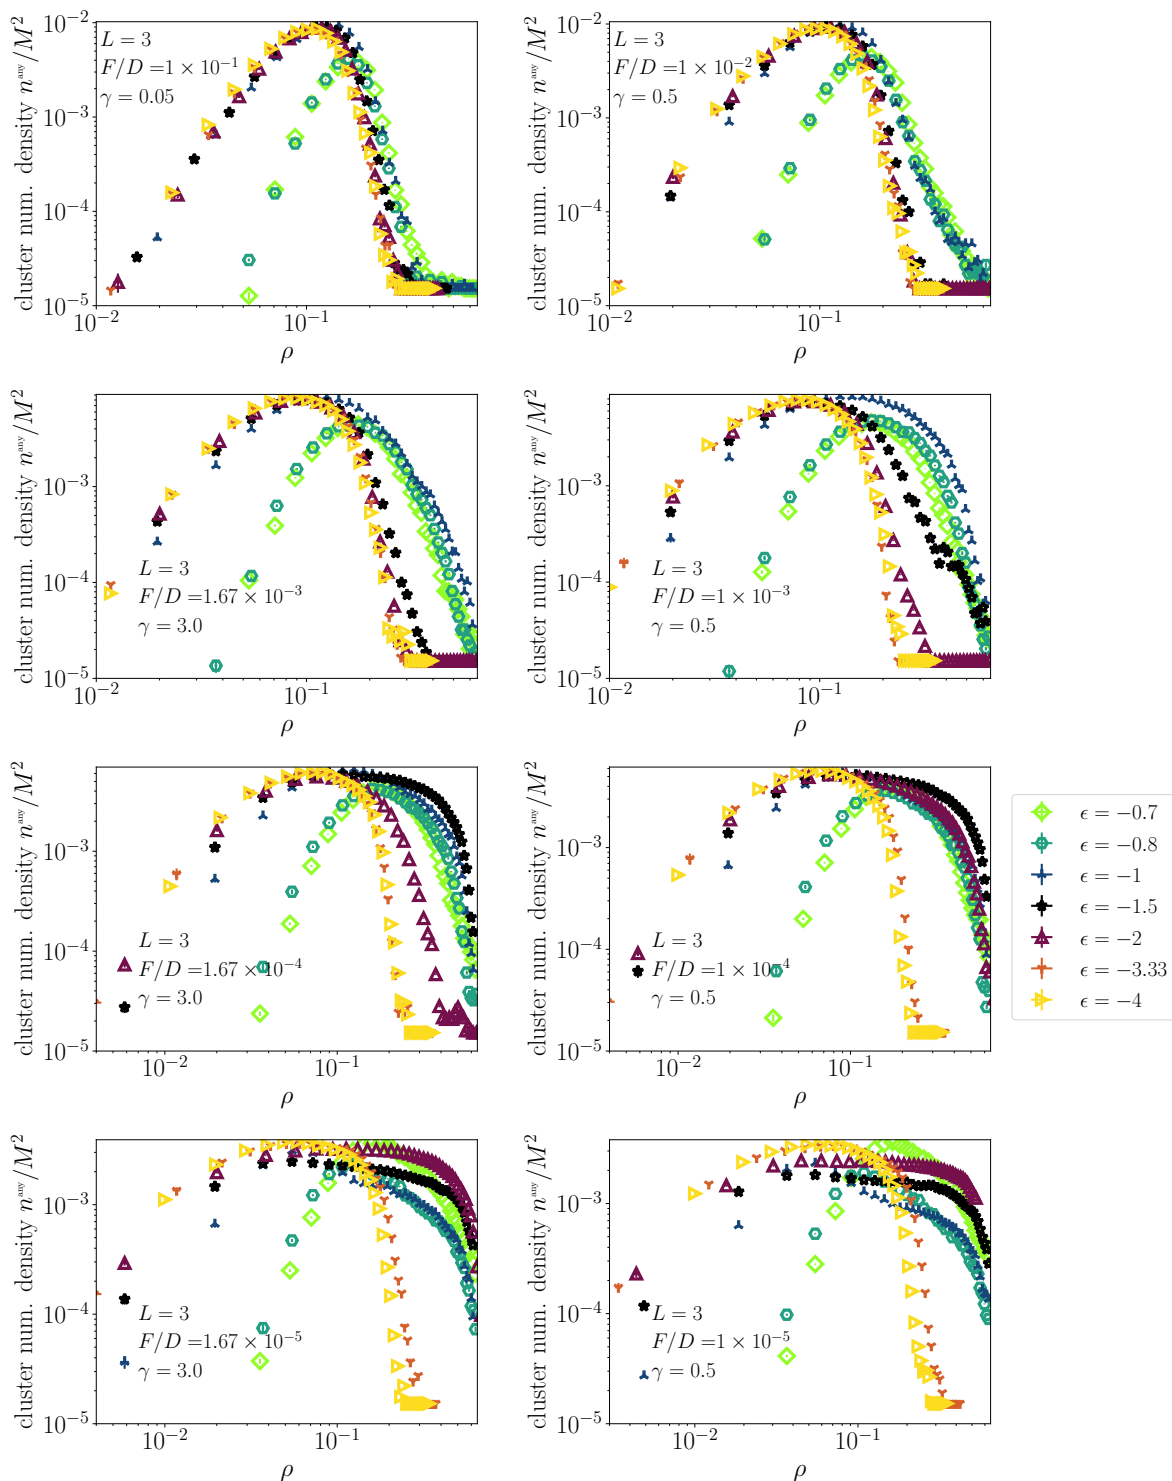 cluster num. density n^any/M^2
10^-2
10^-3
10^-4
10^-5
L = 3
F/D =1 × 10^-1
γ = 0.05
10^-2
10^-1
ρ
cluster num. density n^any/M^2
10^-2
10^-3
10^-4
10^-5
L = 3
F/D =1 × 10^-2
γ = 0.5
10^-2
10^-1
ρ
cluster num. density n^any/M^2
10^-3
10^-4
10^-5
L = 3
F/D =1.67 × 10^-3
γ = 3.0
10^-2
10^-1
ρ
cluster num. density n^any/M^2
10^-3
10^-4
10^-5
L = 3
F/D =1 × 10^-3
γ = 0.5
10^-2
10^-1
ρ
cluster num. density n^any/M^2
10^-3
10^-4
10^-5
L = 3
F/D =1.67 × 10^-4
γ = 3.0
10^-2
10^-1
ρ
cluster num. density n^any/M^2
10^-3
10^-4
10^-5
L = 3
F/D =1 × 10^-4
γ = 0.5
10^-2
10^-1
ρ
ϵ = −0.7
ϵ = −0.8
ϵ = −1
ϵ = −1.5
ϵ = −2
ϵ = −3.33
ϵ = −4
cluster num. density n^any/M^2
10^-3
10^-4
10^-5
L = 3
F/D =1.67 × 10^-5
γ = 3.0
10^-2
10^-1
ρ
cluster num. density n^any/M^2
10^-3
10^-4
10^-5
L = 3
F/D =1 × 10^-5
γ = 0.5
10^-2
10^-1
ρ